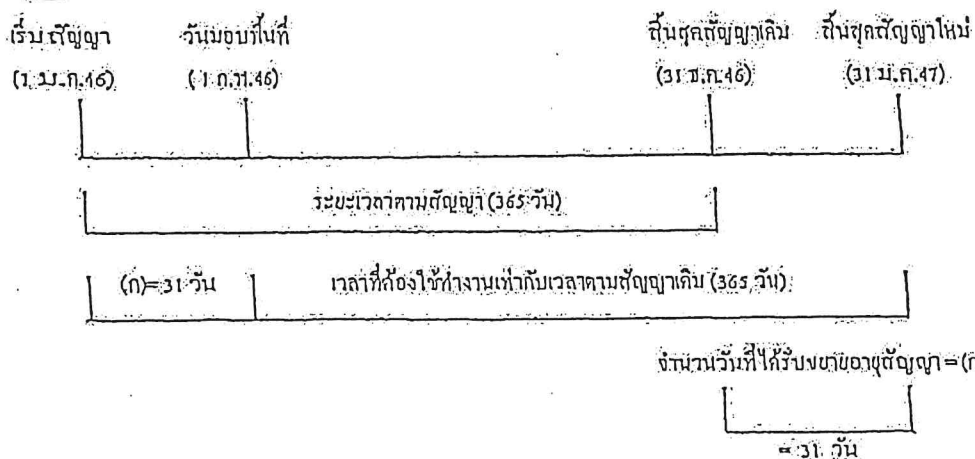 เริ่มสัญญา วันมอบพื้นที่ สิ้นสุดสัญญาเดิม สิ้นสุดสัญญาใหม่
(1 ม.ค.46) (1 ก.พ.46) (31 ธ.ค.46) (31 ม.ค.47)
ระยะเวลาตามสัญญา (365 วัน)
(ก)= 31 วัน เวลาที่ต้องใช้ทำงานเท่ากับเวลาตามสัญญาเดิม (365 วัน)
จำนวนวันที่ได้รับขยายอายุสัญญา = (ก
= 31 วัน